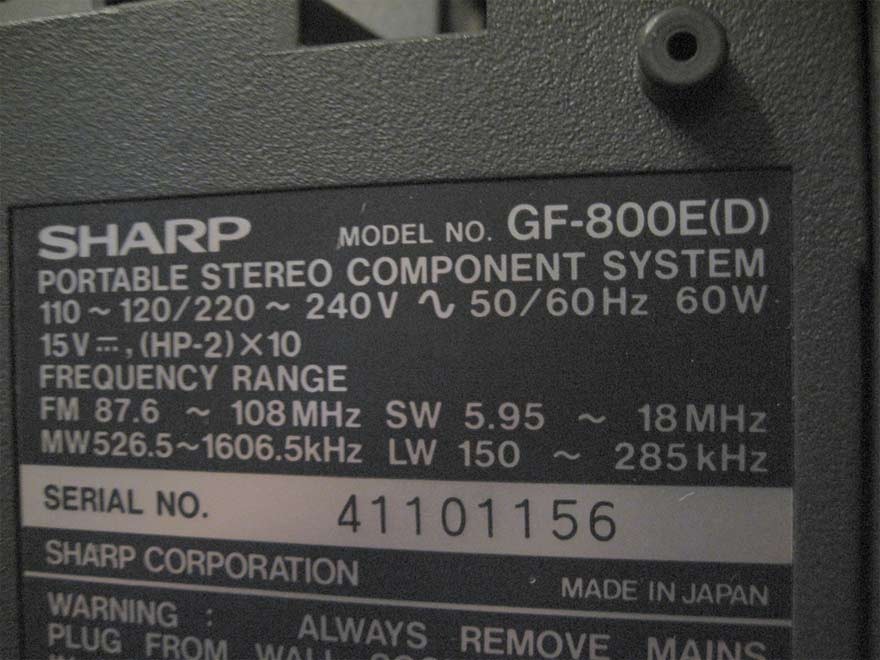 SHARP MODEL NO. GF-800E(D)
PORTABLE STEREO COMPONENT SYSTEM
110 ~ 120/220 ~ 240V ∿ 50/60Hz 60W
15V ⎓, (HP-2)×10
FREQUENCY RANGE
FM 87.6 ~ 108MHz SW 5.95 ~ 18MHz
MW526.5~1606.5kHz LW 150 ~ 285kHz
SERIAL NO. 41101156
SHARP CORPORATION
MADE IN JAPAN
WARNING : ALWAYS REMOVE MAINS
PLUG FROM WALL